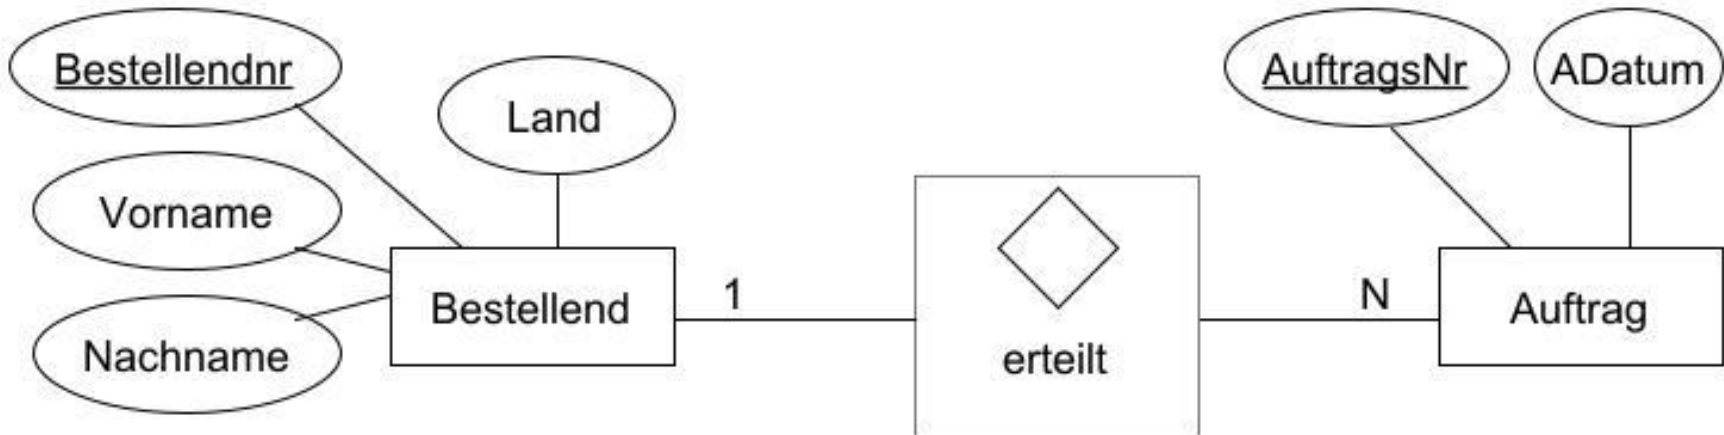 Bestellendnr
Land
Vorname
Nachname
Bestellend
1
erteilt
N
AuftragsNr
ADatum
Auftrag